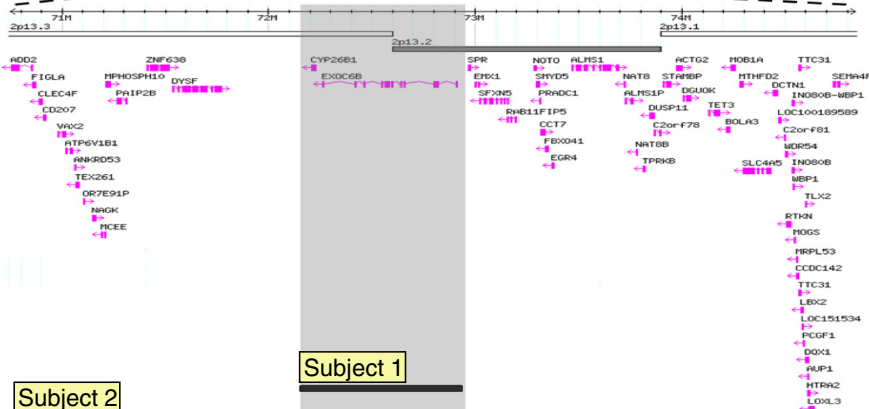 71M 72M 73M 74M
2p13.3 2p13.1
2p13.2
ADD2 ZNF638 CYP26B1 SPR NOTO ALMS1 ACTG2 MOB1A TTC31
FIGLA MPHOSPH10 DYSF EXOC6B EMX1 SMYD5 NAT8 STAMBP MTHFD2 SEMA4F
CLEC4F PAIP2B SFXN5 PRADC1 ALMS1P DGUOK DCTN1 INO80B-WBP1
CD207 RAB11FIP5 DUSP11 TET3 LOC100189589
VAX2 CCT7 C2orf78 BOLA3 C2orf81
ATP6V1B1 FBXO41 NAT8B WDR54
ANKRD53 EGR4 TPRKB SLC4A5 INO80B
TEX261 WBP1
OR7E91P TLX2
NAGK RTKN
MCEE MOGS
MRPL53
CCDC142
TTC31
LBX2
LOC151534
PCGF1
DQX1
AUP1
HTRA2
LOXL3
Subject 1
Subject 2